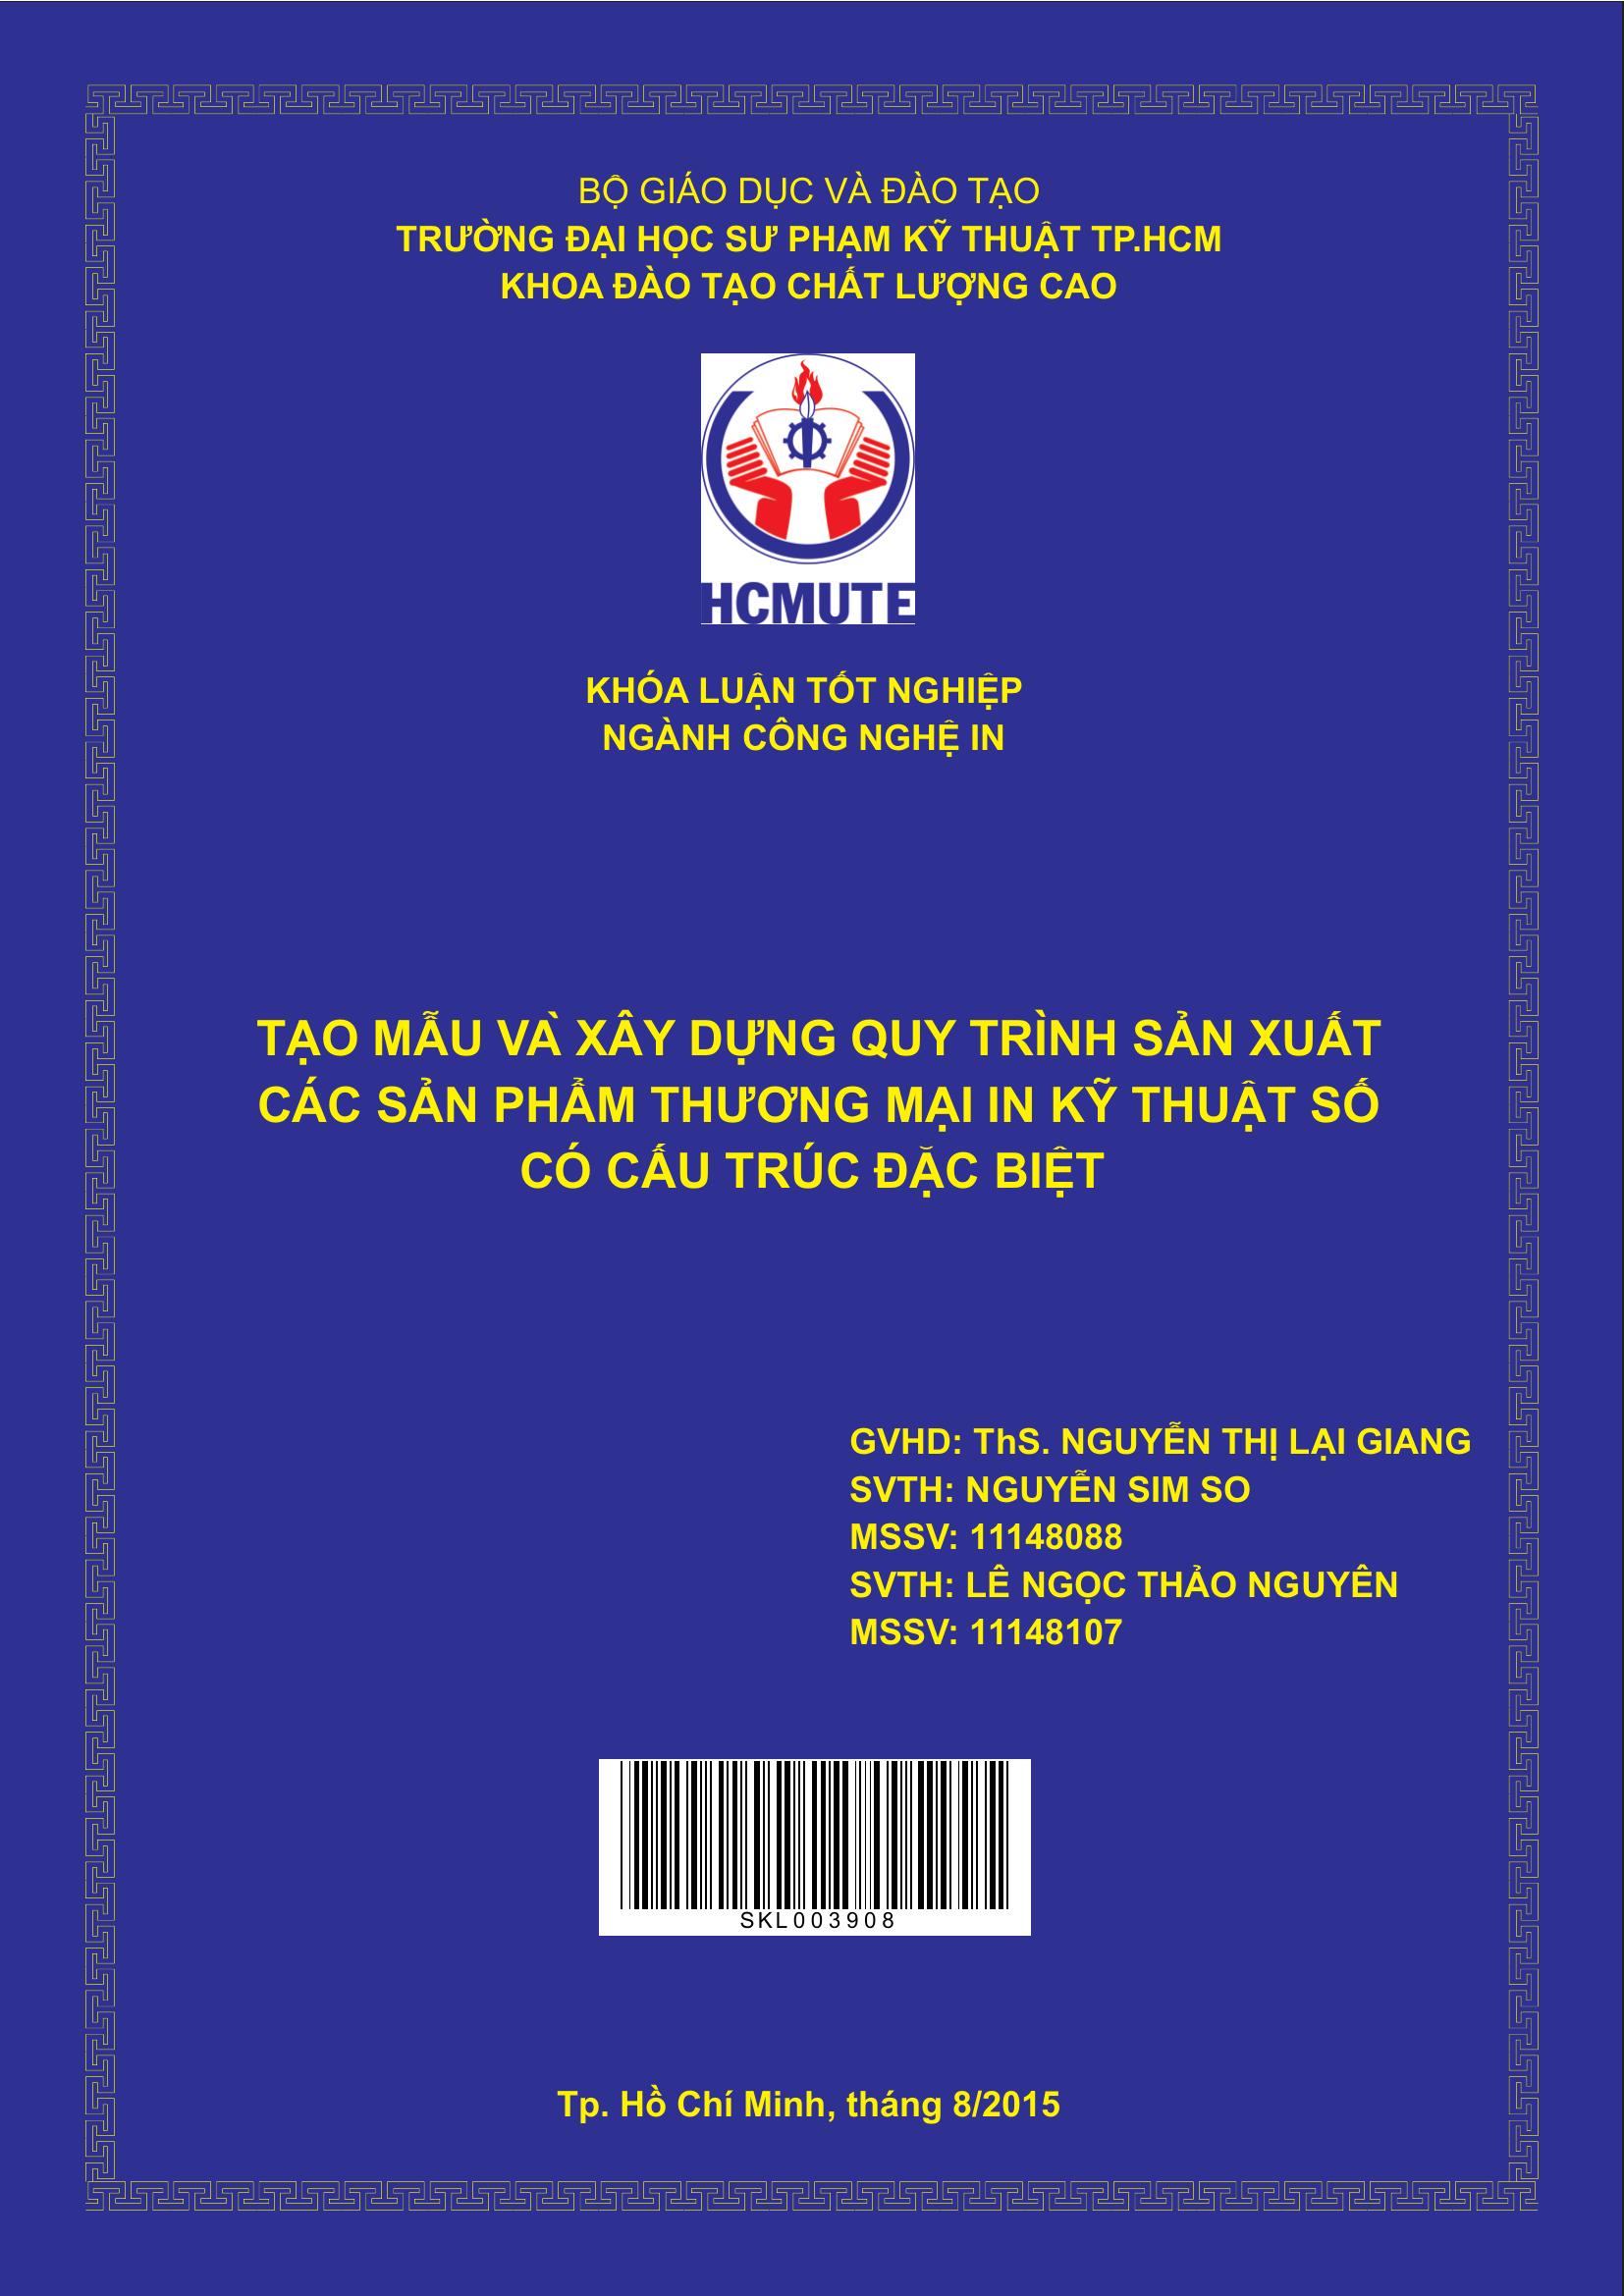 BỘ GIÁO DỤC VÀ ĐÀO TẠO
TRƯỜNG ĐẠI HỌC SƯ PHẠM KỸ THUẬT TP.HCM
KHOA ĐÀO TẠO CHẤT LƯỢNG CAO
HCMUTE
KHÓA LUẬN TỐT NGHIỆP
NGÀNH CÔNG NGHỆ IN
TẠO MẪU VÀ XÂY DỰNG QUY TRÌNH SẢN XUẤT
CÁC SẢN PHẨM THƯƠNG MẠI IN KỸ THUẬT SỐ
CÓ CẤU TRÚC ĐẶC BIỆT
GVHD: ThS. NGUYỄN THỊ LẠI GIANG
SVTH: NGUYỄN SIM SO
MSSV: 11148088
SVTH: LÊ NGỌC THẢO NGUYÊN
MSSV: 11148107
SKL003908
Tp. Hồ Chí Minh, tháng 8/2015